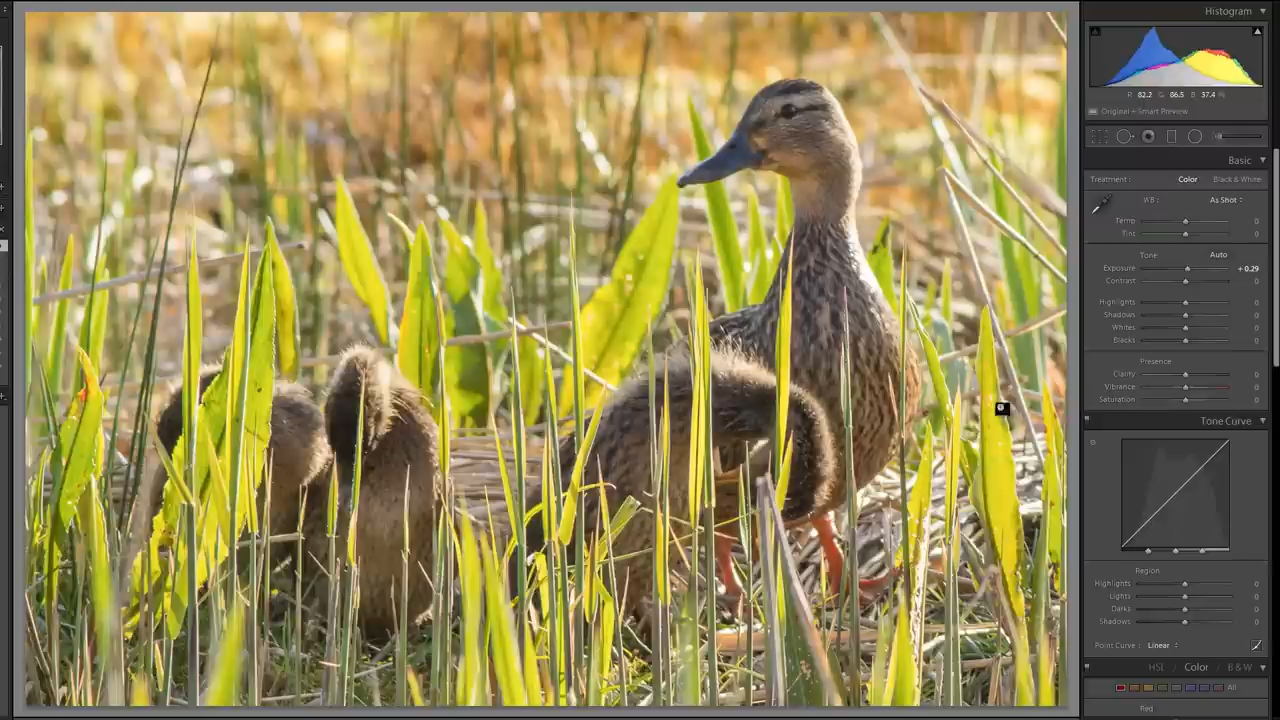 Histogram
R 82.2 G 86.5 B 37.4 %
Original + Smart Preview
Basic
Treatment : Color Black & White
WB : As Shot
Temp 0
Tint 0
Tone Auto
Exposure + 0.29
Contrast 0
Highlights 0
Shadows 0
Whites 0
Blacks 0
Presence
Clarity 0
Vibrance 0
Saturation 0
Tone Curve
Region
Highlights 0
Lights 0
Darks 0
Shadows 0
Point Curve : Linear
HSL / Color / B & W
All
Red